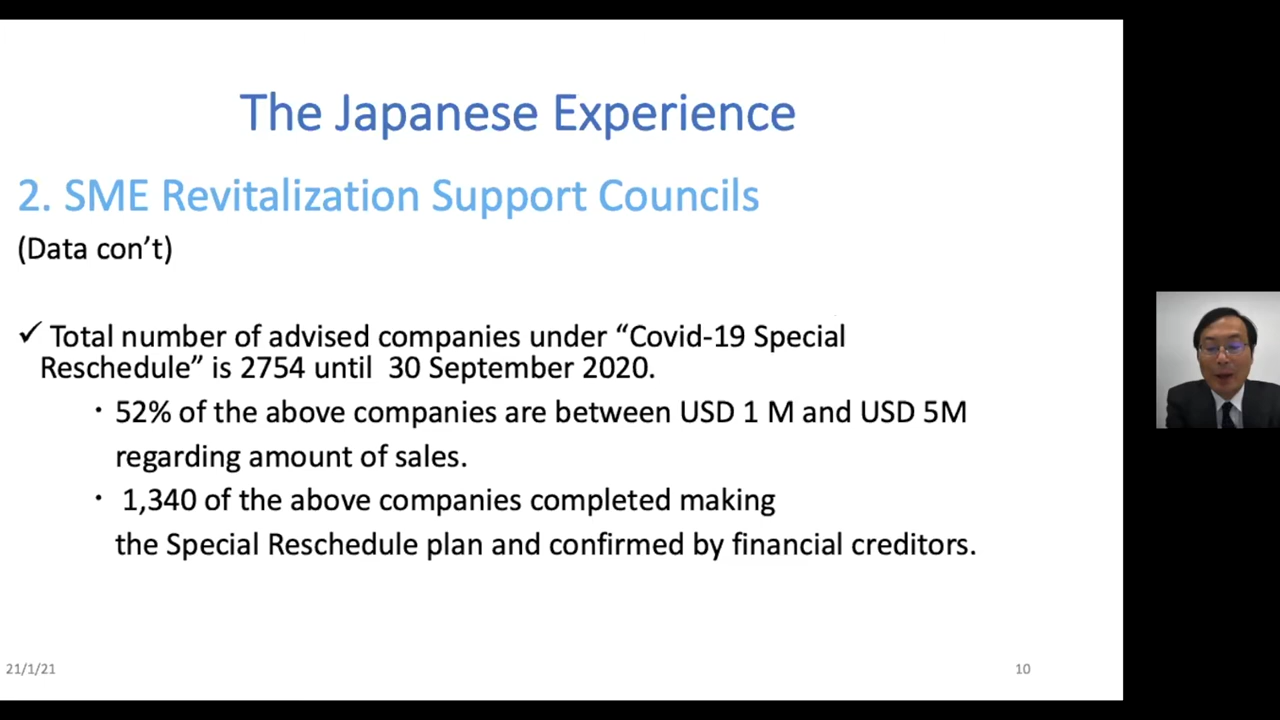 The Japanese Experience
2. SME Revitalization Support Councils
(Data con’t)
✓ Total number of advised companies under “Covid-19 Special
Reschedule” is 2754 until  30 September 2020.
・52% of the above companies are between USD 1 M and USD 5M
regarding amount of sales.
・ 1,340 of the above companies completed making
the Special Reschedule plan and confirmed by financial creditors.
21/1/21
10